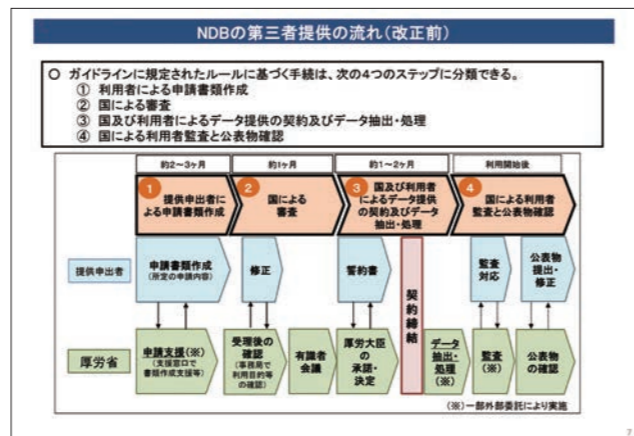 NDBの第三者提供の流れ(改正前)
○ ガイドラインに規定されたルールに基づく手続は、次の4つのステップに分類できる。
① 利用者による申請書類作成
② 国による審査
③ 国及び利用者によるデータ提供の契約及びデータ抽出・処理
④ 国による利用者監査と公表物確認
約2~3ヶ月
約1ヶ月
約1~2ヶ月
利用開始後
1
提供申出者に
よる申請書類作成
2
国による
審査
3
国及び利用者
によるデータ提供
の契約及びデータ
抽出・処理
4
国による利用者
監査と公表物確認
提供申出者
申請書類作成
(所定の申請内容)
修正
誓約書
契約締結
監査
対応
公表物
提出・
修正
厚労省
申請支援(※)
(支援窓口で
書類作成支援等)
受理後の
確認
(事務局で
利用目的等
の確認)
有識者
会議
厚労大臣
の
承諾・
決定
データ
抽出・
処理
(※)
監査
(※)
公表物
の確認
(※)一部外部委託により実施
7